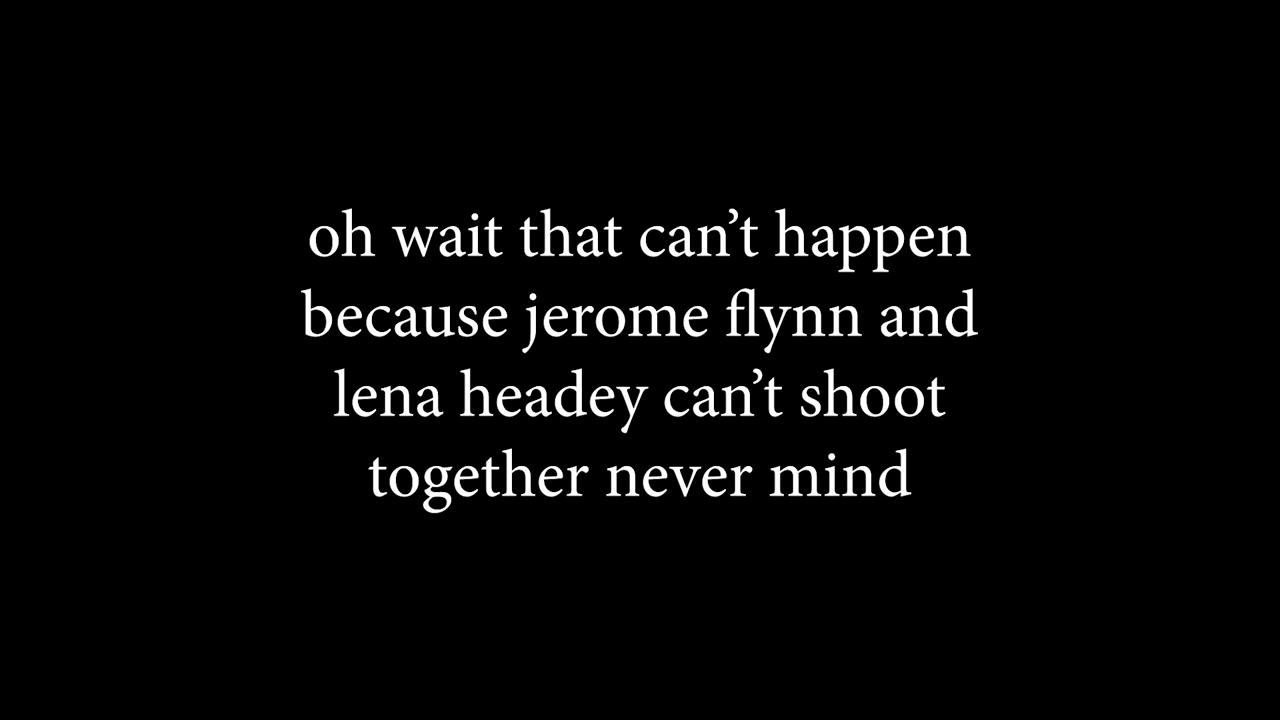 oh wait that can’t happen
because jerome flynn and
lena headey can’t shoot
together never mind